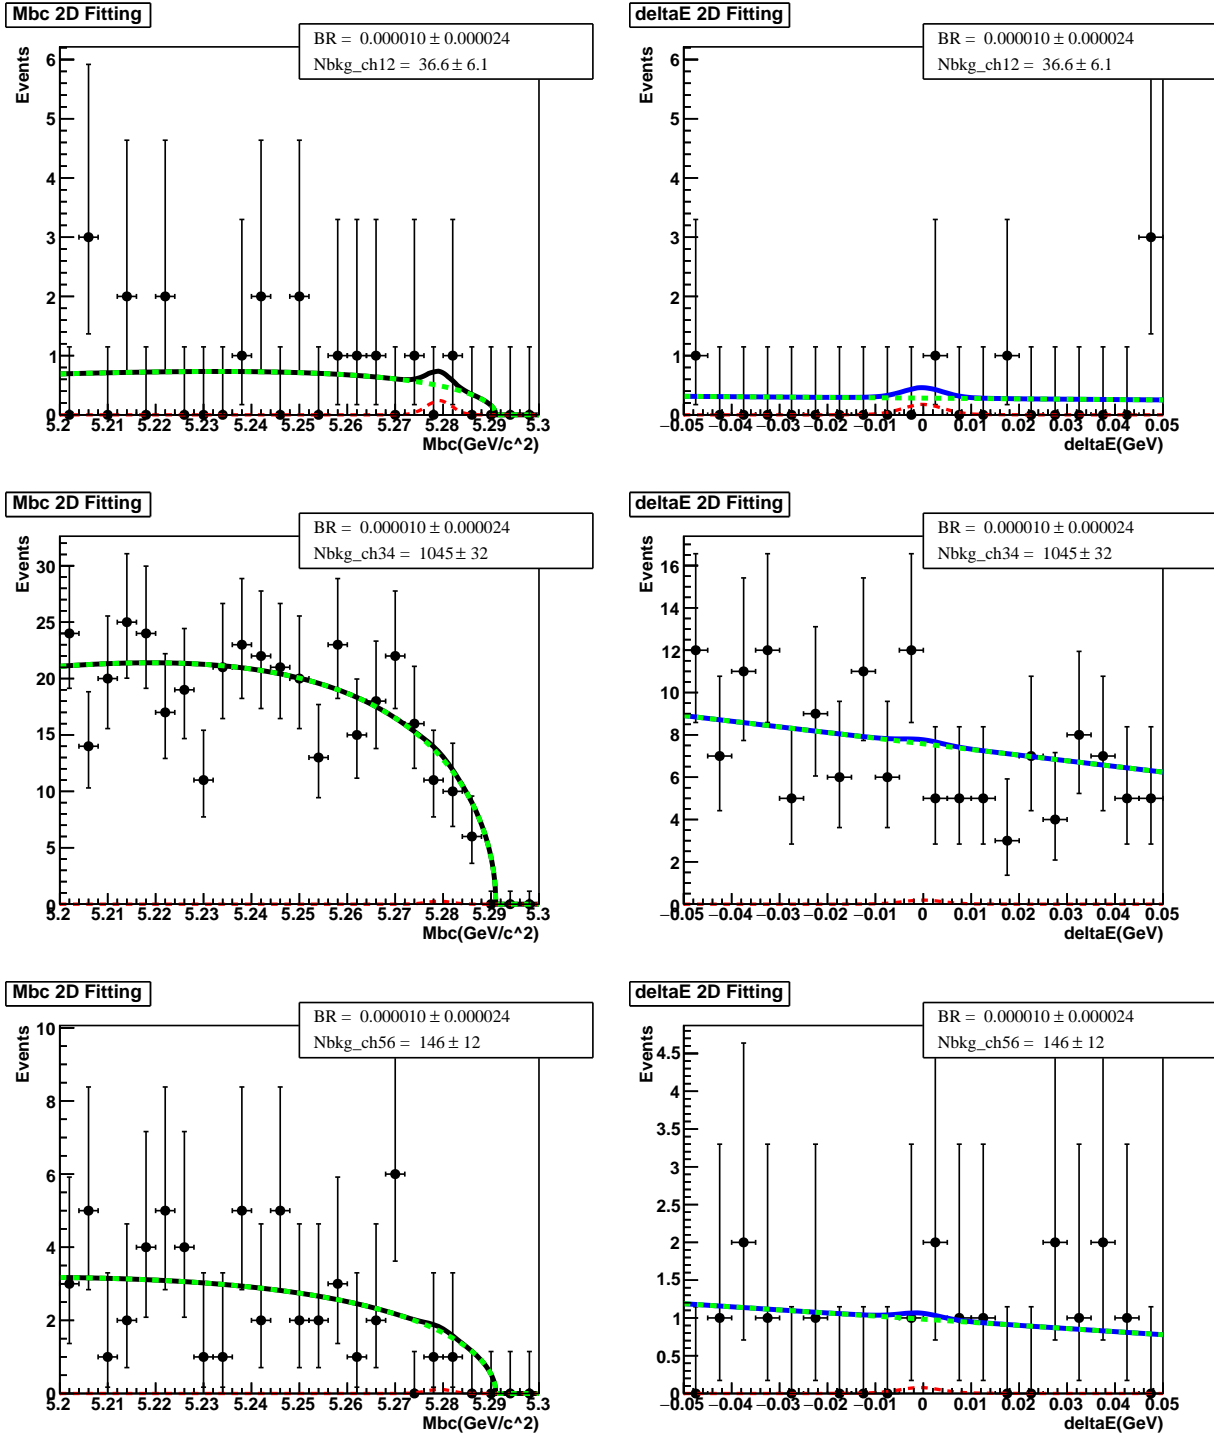 Mbc 2D Fitting
BR = 0.000010 ± 0.000024
Nbkg_ch12 = 36.6 ± 6.1
Events
6
5
4
3
2
1
0
5.2 5.21 5.22 5.23 5.24 5.25 5.26 5.27 5.28 5.29 5.3
Mbc(GeV/c^2)
deltaE 2D Fitting
BR = 0.000010 ± 0.000024
Nbkg_ch12 = 36.6 ± 6.1
Events
6
5
4
3
2
1
0
−0.05 −0.04 −0.03 −0.02 −0.01 0 0.01 0.02 0.03 0.04 0.05
deltaE(GeV)
Mbc 2D Fitting
BR = 0.000010 ± 0.000024
Nbkg_ch34 = 1045 ± 32
Events
30
25
20
15
10
5
0
5.2 5.21 5.22 5.23 5.24 5.25 5.26 5.27 5.28 5.29 5.3
Mbc(GeV/c^2)
deltaE 2D Fitting
BR = 0.000010 ± 0.000024
Nbkg_ch34 = 1045 ± 32
Events
16
14
12
10
8
6
4
2
0
−0.05 −0.04 −0.03 −0.02 −0.01 0 0.01 0.02 0.03 0.04 0.05
deltaE(GeV)
Mbc 2D Fitting
BR = 0.000010 ± 0.000024
Nbkg_ch56 = 146 ± 12
Events
10
8
6
4
2
0
5.2 5.21 5.22 5.23 5.24 5.25 5.26 5.27 5.28 5.29 5.3
Mbc(GeV/c^2)
deltaE 2D Fitting
BR = 0.000010 ± 0.000024
Nbkg_ch56 = 146 ± 12
Events
4.5
4
3.5
3
2.5
2
1.5
1
0.5
0
−0.05 −0.04 −0.03 −0.02 −0.01 0 0.01 0.02 0.03 0.04 0.05
deltaE(GeV)